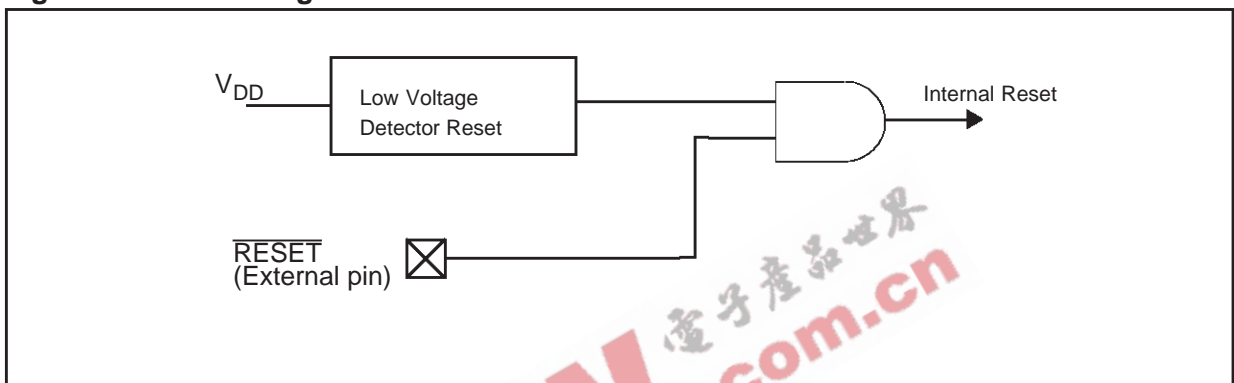 V_DD
Low Voltage
Detector Reset
Internal Reset
RESET
(External pin)
電子產品世界
.com.cn